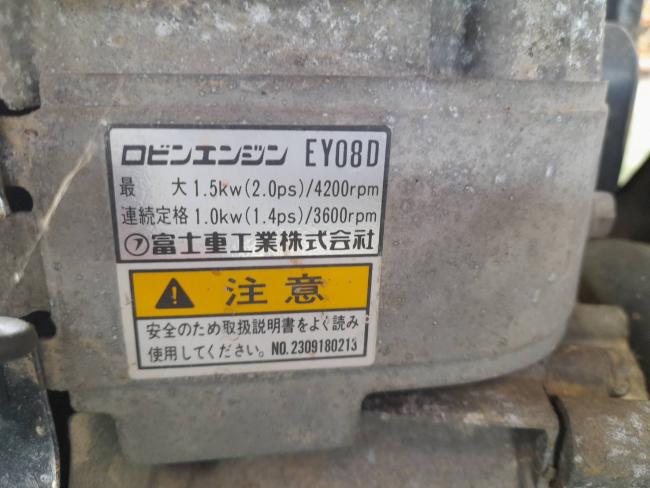 ロビンエンジン EY08D
最 大 1.5kw(2.0ps)/4200rpm
連続定格 1.0kw(1.4ps)/3600rpm
㋐富士重工業株式会社
注意
安全のため取扱説明書をよく読み
使用してください。 NO.2309180213